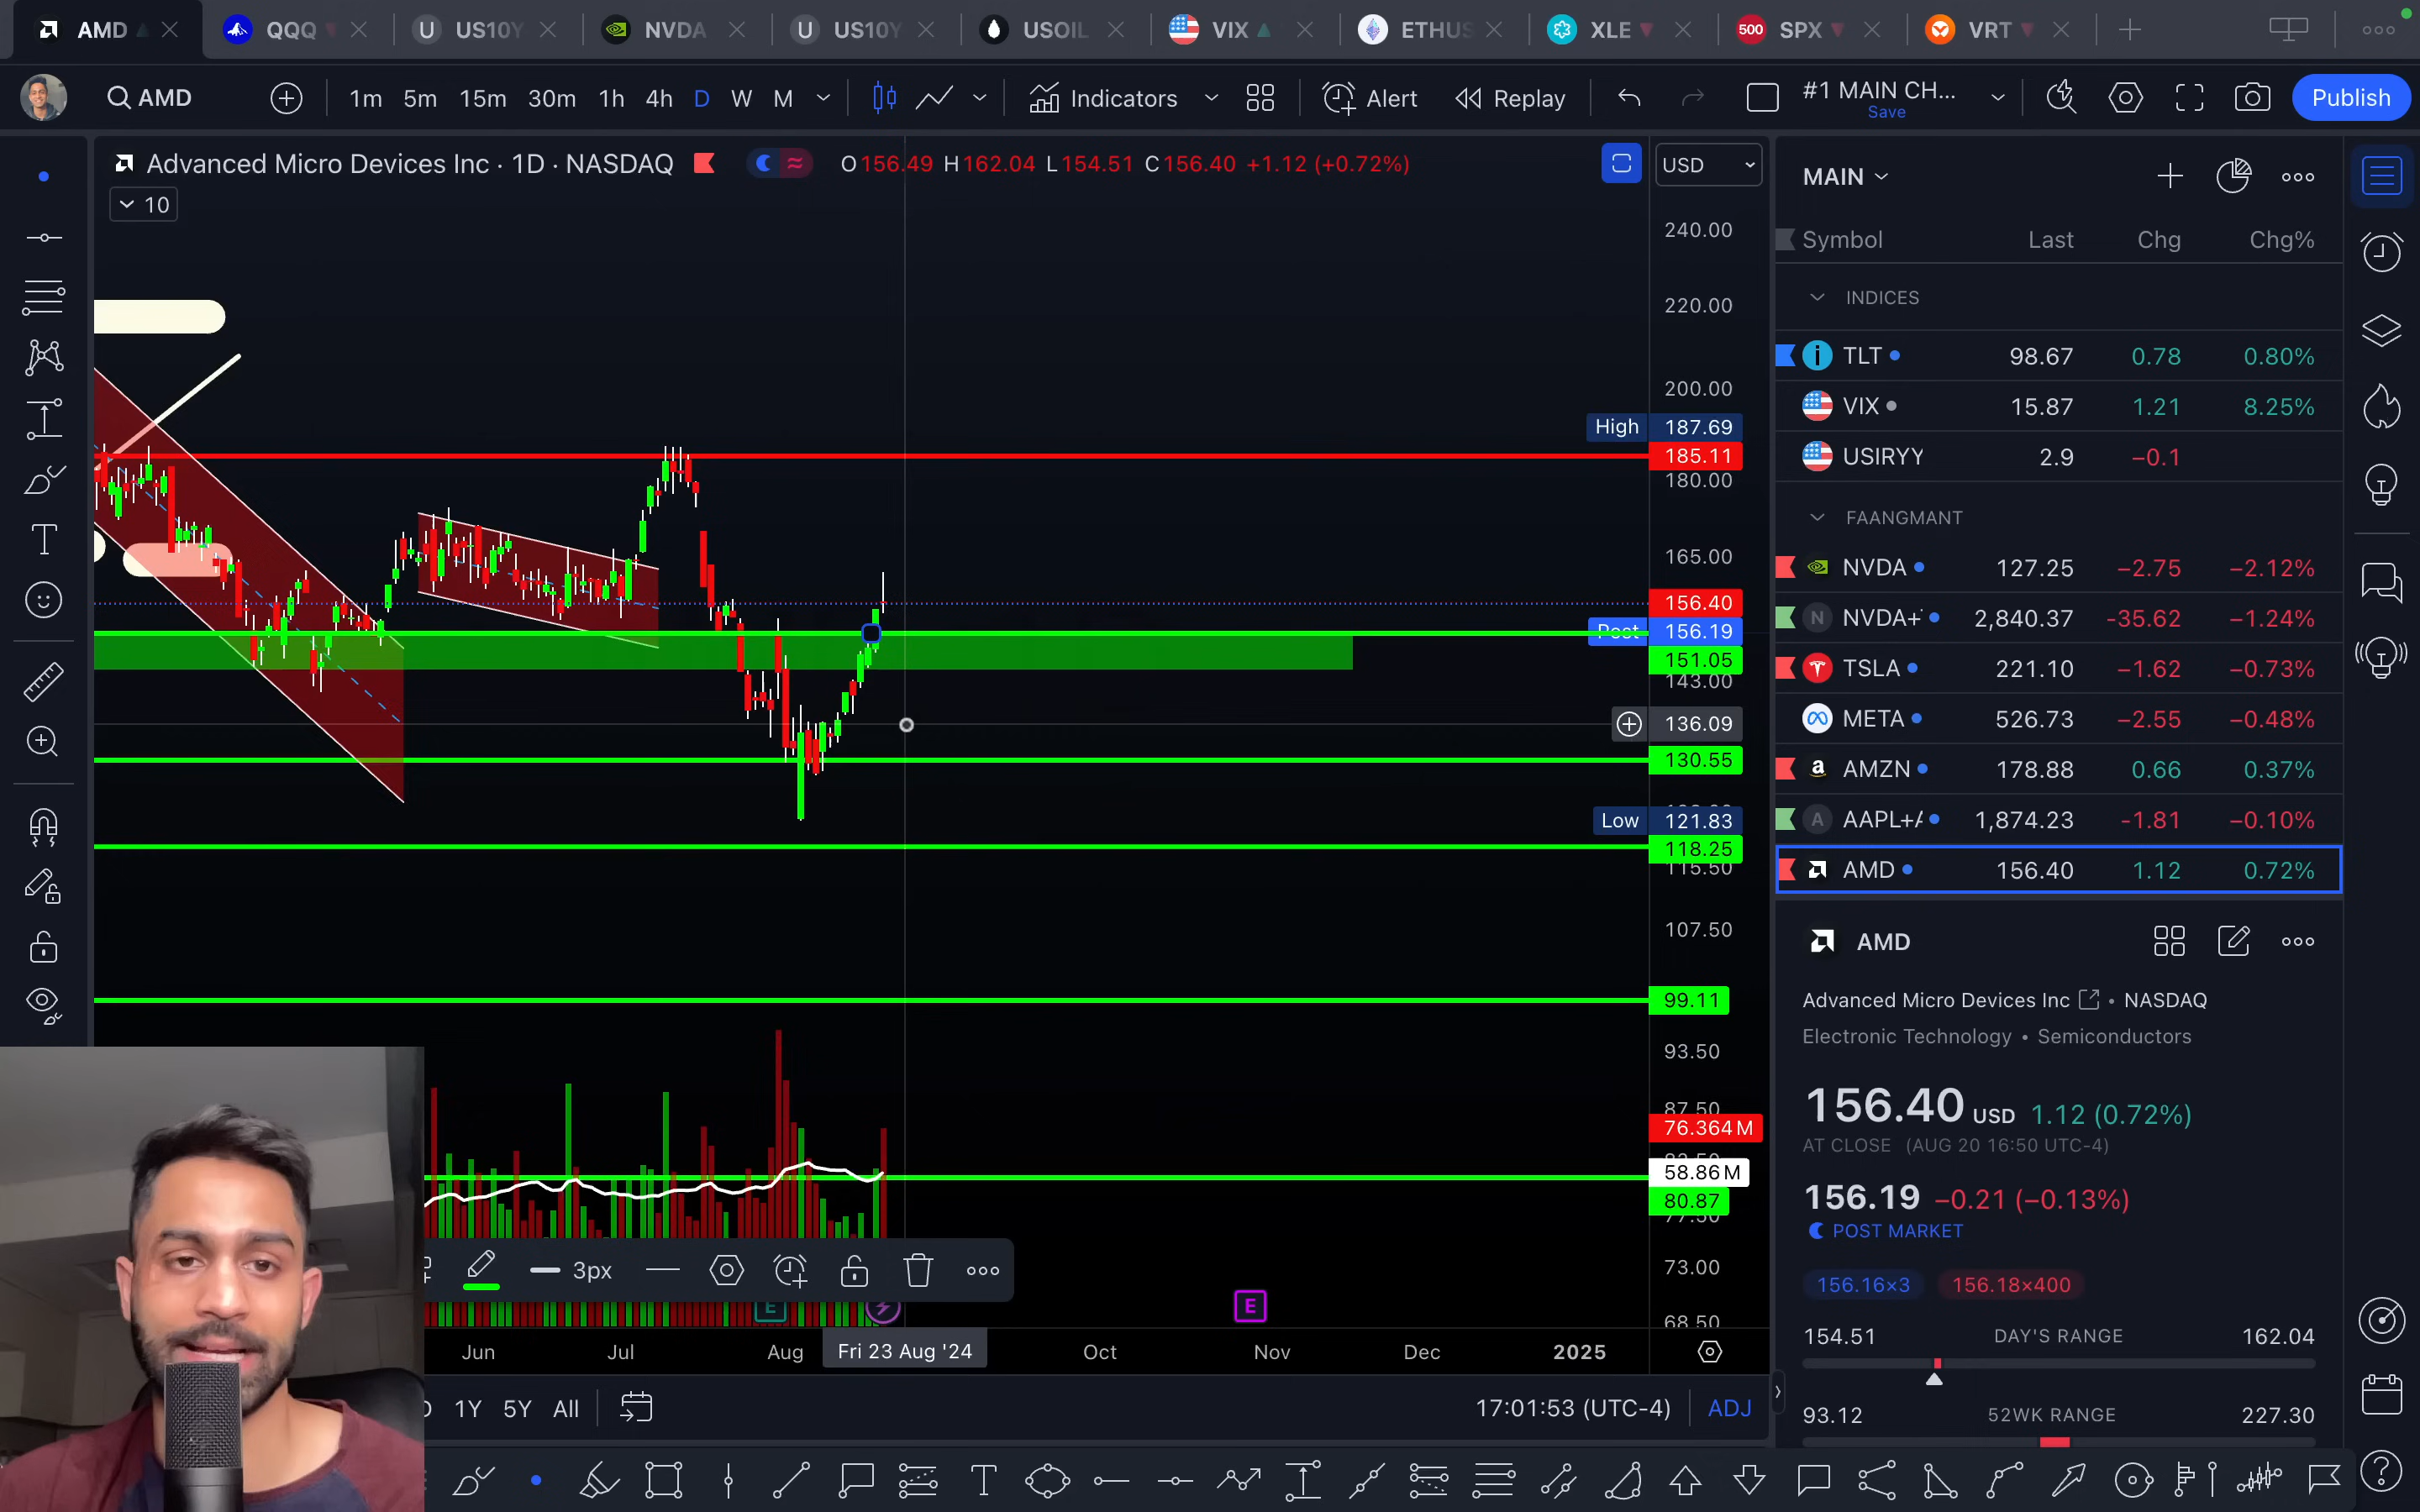 AMD
QQQ
US10Y
NVDA
US10Y
USOIL
VIX
ETHUS
XLE
500 SPX
VRT
AMD
1m 5m 15m 30m 1h 4h D W M
Indicators
Alert
Replay
#1 MAIN CH...
Save
Publish
Advanced Micro Devices Inc · 1D · NASDAQ
O156.49 H162.04 L154.51 C156.40 +1.12 (+0.72%)
USD
10
240.00
220.00
200.00
High 187.69
185.11
180.00
165.00
156.40
Post 156.19
151.05
143.00
136.09
130.55
Low 121.83
118.25
115.50
107.50
99.11
93.50
87.50
76.364M
58.86M
80.87
77.50
73.00
68.50
3px
E
E
Jun Jul Aug Fri 23 Aug '24 Oct Nov Dec 2025
1Y 5Y All
17:01:53 (UTC-4) ADJ
MAIN
Symbol Last Chg Chg%
INDICES
TLT 98.67 0.78 0.80%
VIX 15.87 1.21 8.25%
USIRYY 2.9 −0.1
FAANGMANT
NVDA 127.25 −2.75 −2.12%
N NVDA+ 2,840.37 -35.62 −1.24%
TSLA 221.10 −1.62 −0.73%
META 526.73 −2.55 −0.48%
AMZN 178.88 0.66 0.37%
A AAPL+A 1,874.23 -1.81 −0.10%
AMD 156.40 1.12 0.72%
AMD
Advanced Micro Devices Inc • NASDAQ
Electronic Technology • Semiconductors
156.40 USD 1.12 (0.72%)
AT CLOSE (AUG 20 16:50 UTC-4)
156.19 −0.21 (−0.13%)
POST MARKET
156.16×3 156.18×400
154.51 DAY'S RANGE 162.04
93.12 52WK RANGE 227.30